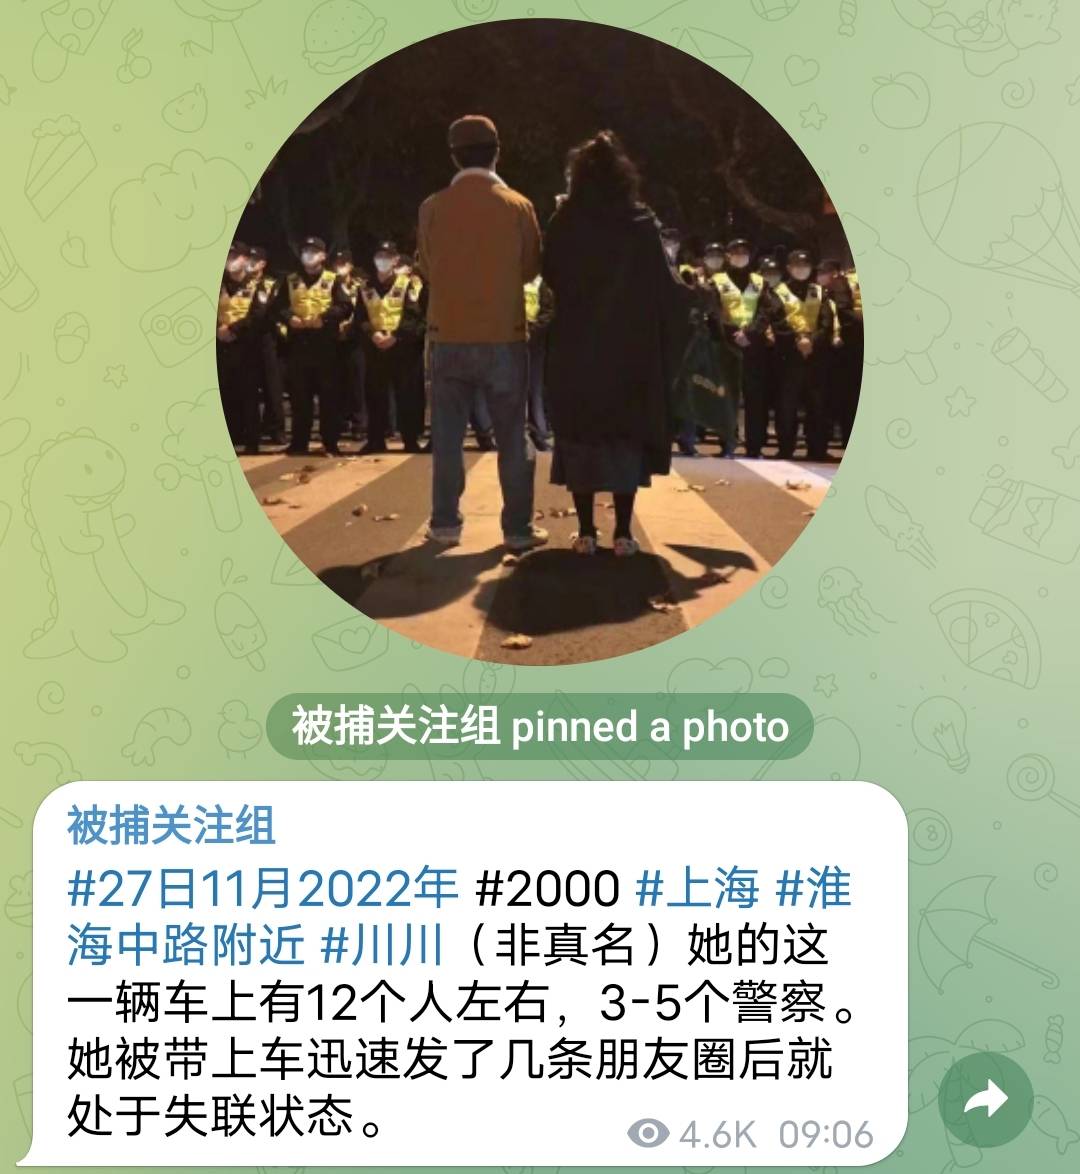 被捕关注组 pinned a photo
被捕关注组
#27日11月2022年 #2000 #上海 #淮
海中路附近 #川川（非真名）她的这
一辆车上有12个人左右，3-5个警察。
她被带上车迅速发了几条朋友圈后就
处于失联状态。
4.6K 09:06